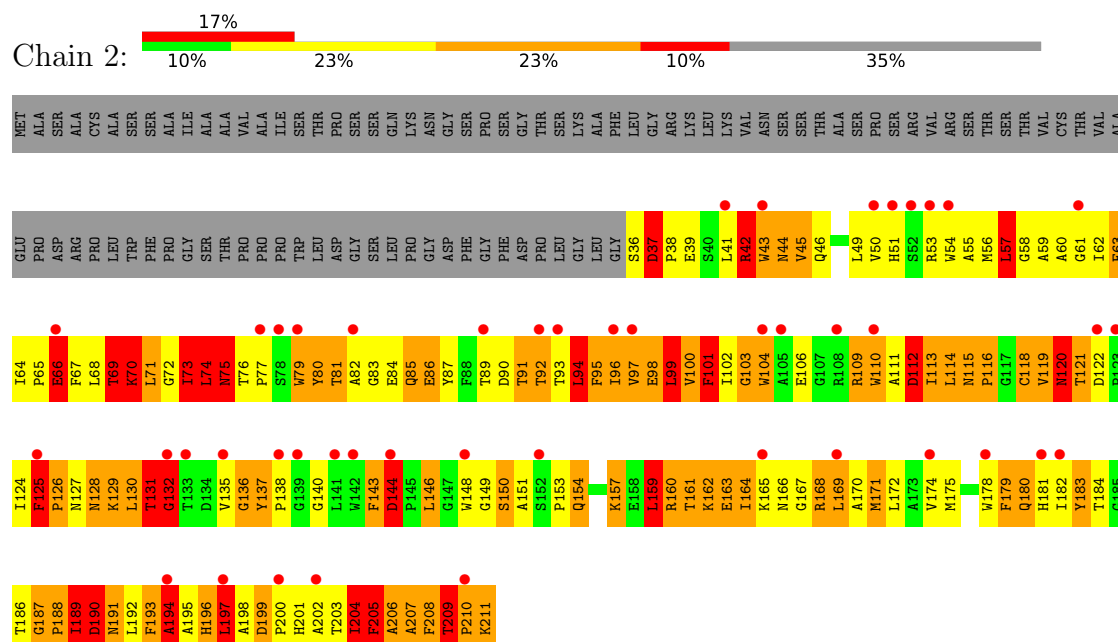 17%
Chain 2:
10% 23% 23% 10% 35%
MET ALA SER ALA CYS ALA SER SER ALA ILE ALA ALA VAL ALA ILE SER THR PRO SER SER GLN LYS ASN GLY SER PRO SER GLY THR SER LYS ALA PHE LEU GLY ARG LYS LEU LYS VAL ASN SER SER THR ALA SER PRO SER ARG VAL ARG SER THR SER THR VAL CYS THR VAL ALA
GLU PRO ASP ARG PRO LEU TRP PHE PRO GLY SER THR PRO PRO PRO TRP LEU ASP GLY SER LEU PRO GLY ASP PHE GLY PHE ASP PRO LEU GLY LEU GLY S36 D37 P38 E39 S40 L41 R42 W43 N44 V45 Q46 L49 V50 H51 S52 R53 W54 A55 M56 L57 G58 A59 A60 G61 I62 F63
I64 P65 E66 F67 L68 T69 K70 L71 G72 I73 L74 N75 T76 P77 S78 W79 Y80 T81 A82 G83 E84 Q85 E86 Y87 F88 T89 D90 T91 T92 T93 L94 F95 I96 V97 E98 L99 V100 F101 I102 G103 W104 A105 E106 G107 R108 V109 W110 A111 D112 I113 L114 N115 P116 G117 C118 V119 N120 T121 D122 P123
I124 F125 P126 N127 N128 K129 L130 T131 G132 T133 D134 V135 G136 Y137 P138 G139 G140 L141 W142 F143 D144 P145 L146 G147 W148 G149 S150 A151 S152 P153 Q154 K157 E158 L159 R160 T161 K162 E163 I164 K165 N166 G167 R168 L169 A170 M171 L172 A173 V174 M175 W178 F179 Q180 H181 I182 Y183 T184 G185
T186 G187 P188 I189 D190 N191 L192 F193 A194 A195 H196 L197 A198 D199 P200 H201 A202 T203 I204 F205 A206 A207 F208 T209 P210 K211